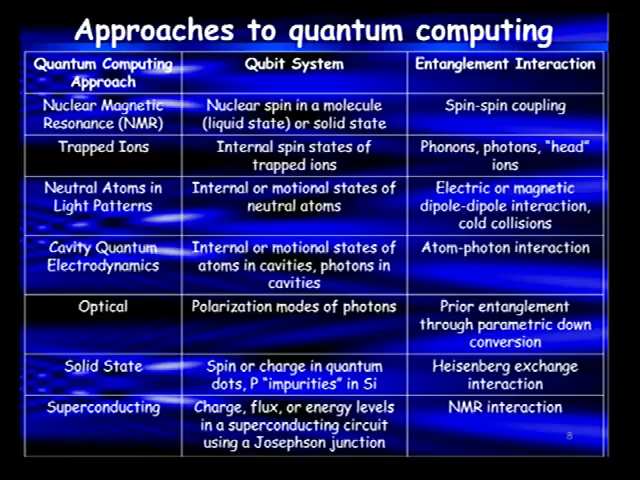 Approaches to quantum computing
Quantum Computing Approach | Qubit System | Entanglement Interaction
Nuclear Magnetic Resonance (NMR) | Nuclear spin in a molecule (liquid state) or solid state | Spin-spin coupling
Trapped Ions | Internal spin states of trapped ions | Phonons, photons, "head" ions
Neutral Atoms in Light Patterns | Internal or motional states of neutral atoms | Electric or magnetic dipole-dipole interaction, cold collisions
Cavity Quantum Electrodynamics | Internal or motional states of atoms in cavities, photons in cavities | Atom-photon interaction
Optical | Polarization modes of photons | Prior entanglement through parametric down conversion
Solid State | Spin or charge in quantum dots, P "impurities" in Si | Heisenberg exchange interaction
Superconducting | Charge, flux, or energy levels in a superconducting circuit using a Josephson junction | NMR interaction
8